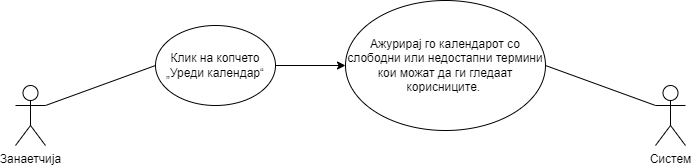 Клик на копчето
„Уреди календар“
Ажурирај го календарот со
слободни или недостапни термини
кои можат да ги гледаат
корисниците.
Занаетчија
Систем